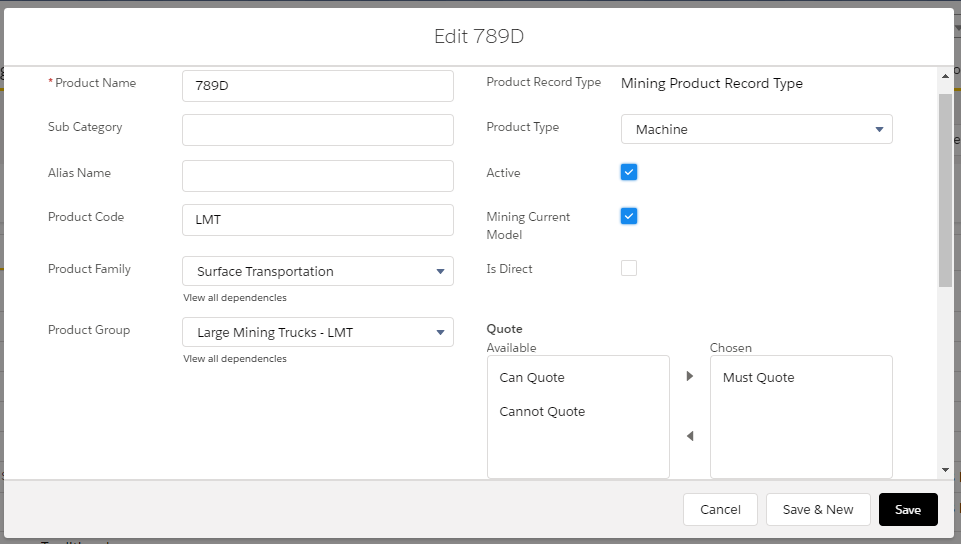 Edit 789D
* Product Name
789D
Product Record Type
Mining Product Record Type
Sub Category
Product Type
Machine
Alias Name
Active
Product Code
LMT
Mining Current
Model
Product Family
Surface Transportation
View all dependencies
Is Direct
Product Group
Large Mining Trucks - LMT
View all dependencies
Quote
Available
Chosen
Can Quote
Cannot Quote
Must Quote
Cancel
Save & New
Save